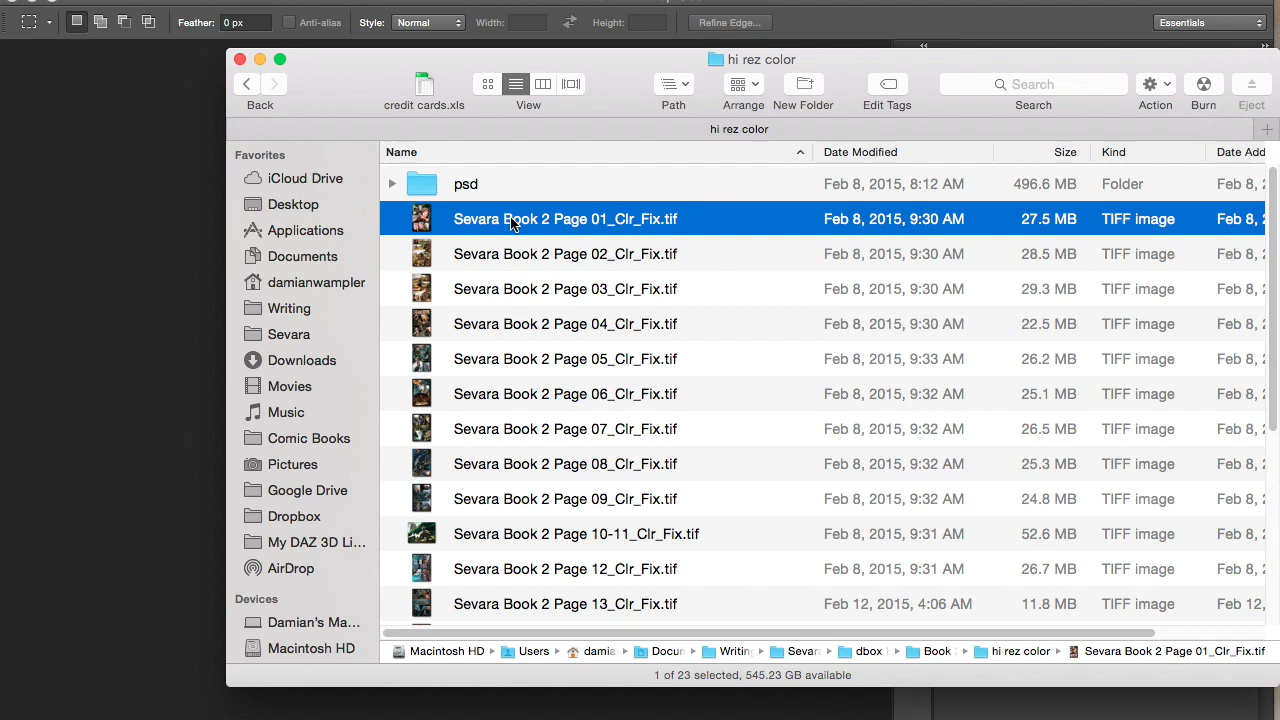 Feather: 0 px Anti-alias Style: Normal Width: Height: Refine Edge... Essentials
hi rez color
Back credit cards.xls View Path Arrange New Folder Edit Tags Search Search Action Burn Eject
hi rez color
Favorites
iCloud Drive
Desktop
Applications
Documents
damianwampler
Writing
Sevara
Downloads
Movies
Music
Comic Books
Pictures
Google Drive
Dropbox
My DAZ 3D Li...
AirDrop
Devices
Damian's Ma...
Macintosh HD
Name Date Modified Size Kind Date Add
psd Feb 8, 2015, 8:12 AM 496.6 MB Folder Feb 8,
Sevara Book 2 Page 01_Clr_Fix.tif Feb 8, 2015, 9:30 AM 27.5 MB TIFF image Feb 8,
Sevara Book 2 Page 02_Clr_Fix.tif Feb 8, 2015, 9:30 AM 28.5 MB TIFF image Feb 8,
Sevara Book 2 Page 03_Clr_Fix.tif Feb 8, 2015, 9:30 AM 29.3 MB TIFF image Feb 8,
Sevara Book 2 Page 04_Clr_Fix.tif Feb 8, 2015, 9:30 AM 22.5 MB TIFF image Feb 8,
Sevara Book 2 Page 05_Clr_Fix.tif Feb 8, 2015, 9:33 AM 26.2 MB TIFF image Feb 8,
Sevara Book 2 Page 06_Clr_Fix.tif Feb 8, 2015, 9:32 AM 25.1 MB TIFF image Feb 8,
Sevara Book 2 Page 07_Clr_Fix.tif Feb 8, 2015, 9:32 AM 26.5 MB TIFF image Feb 8,
Sevara Book 2 Page 08_Clr_Fix.tif Feb 8, 2015, 9:32 AM 25.3 MB TIFF image Feb 8,
Sevara Book 2 Page 09_Clr_Fix.tif Feb 8, 2015, 9:32 AM 24.8 MB TIFF image Feb 8,
Sevara Book 2 Page 10-11_Clr_Fix.tif Feb 8, 2015, 9:31 AM 52.6 MB TIFF image Feb 8,
Sevara Book 2 Page 12_Clr_Fix.tif Feb 8, 2015, 9:31 AM 26.7 MB TIFF image Feb 8,
Sevara Book 2 Page 13_Clr_Fix.tif Feb 12, 2015, 4:06 AM 11.8 MB TIFF image Feb 12,
Macintosh HD Users damia Docun Writin Sevar dbox Book hi rez color Sevara Book 2 Page 01_Clr_Fix.tif
1 of 23 selected, 545.23 GB available